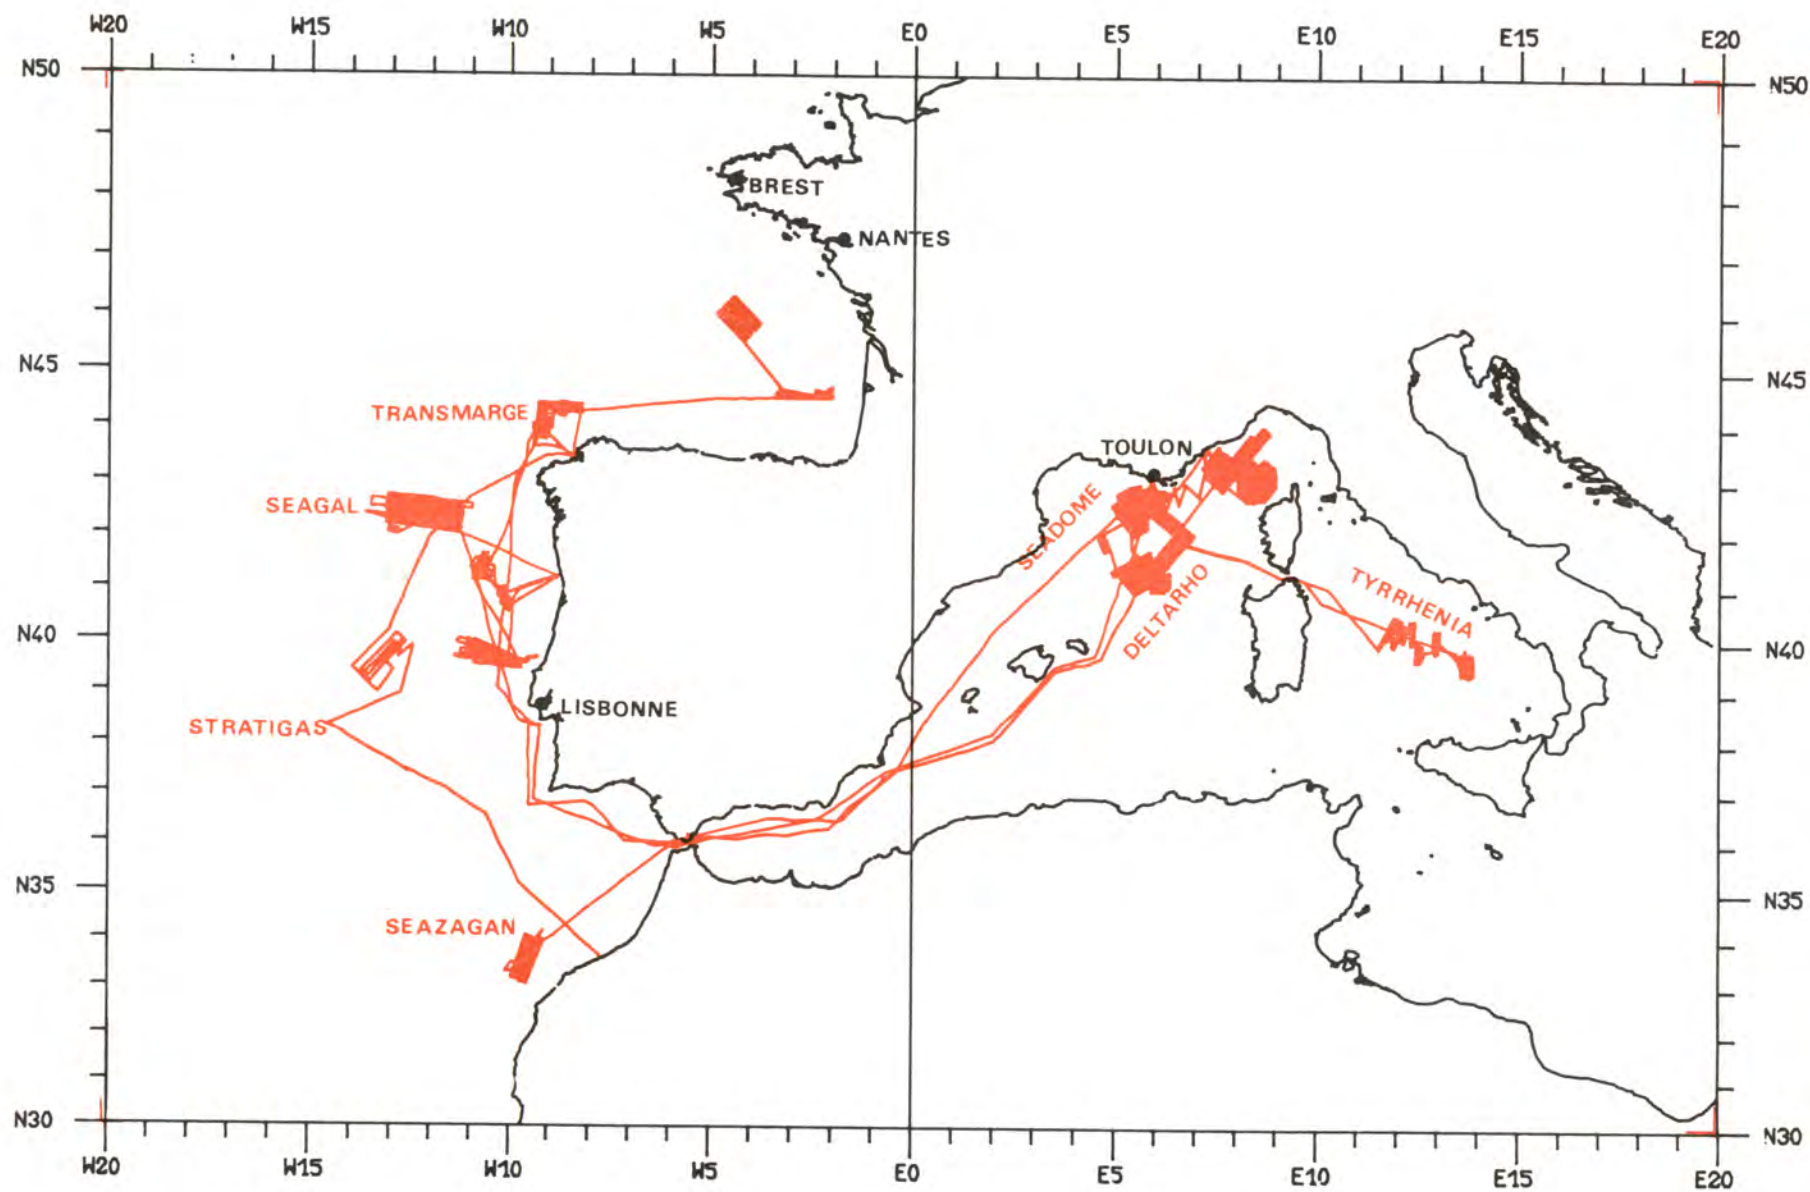 W20 W15 W10 W5 E0 E5 E10 E15 E20
N50 N50
BREST
NANTES
N45 N45
TRANSMARGE
TOULON
SEAGAL
SEADOME
TYRRHENIA
DELTARHO
N40 N40
LISBONNE
STRATIGAS
N35 N35
SEAZAGAN
N30 N30
W20 W15 W10 W5 E0 E5 E10 E15 E20